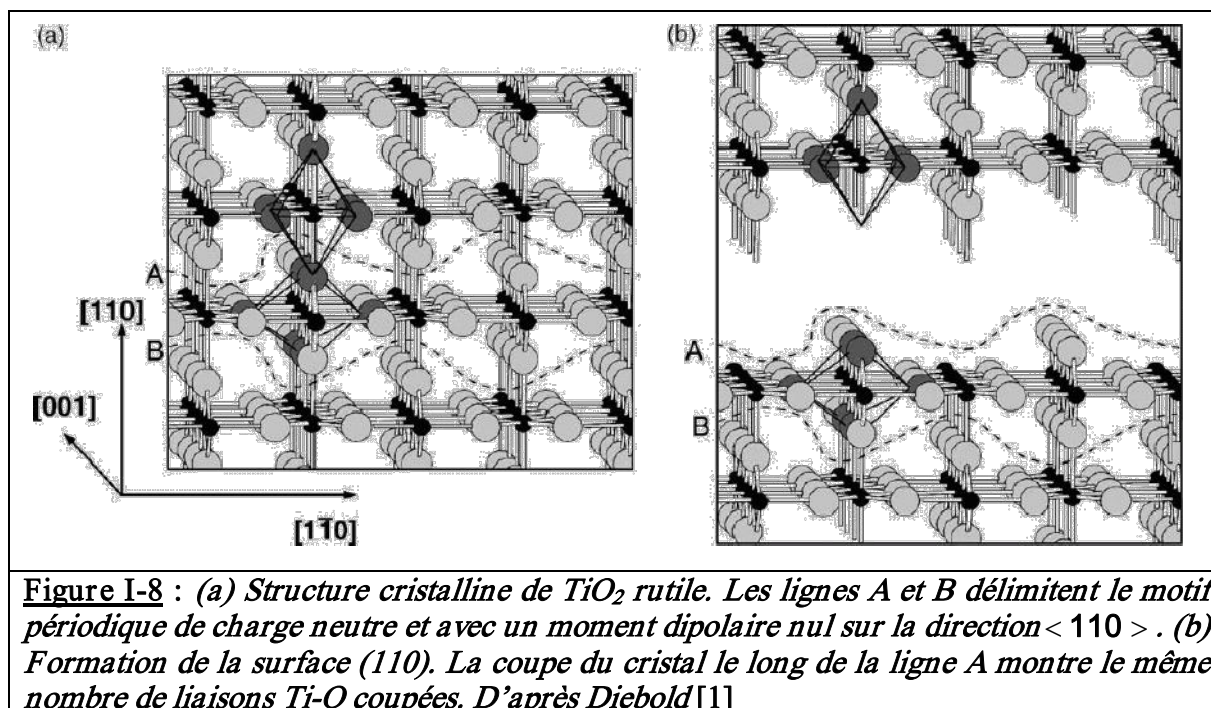 (a)
(b)
A
B
[110]
[001]
[11̄0]
A
B
Figure I-8 : (a) Structure cristalline de TiO₂ rutile. Les lignes A et B délimitent le motif
périodique de charge neutre et avec un moment dipolaire nul sur la direction < 110 > . (b)
Formation de la surface (110). La coupe du cristal le long de la ligne A montre le même
nombre de liaisons Ti-O coupées. D'après Diebold [1]